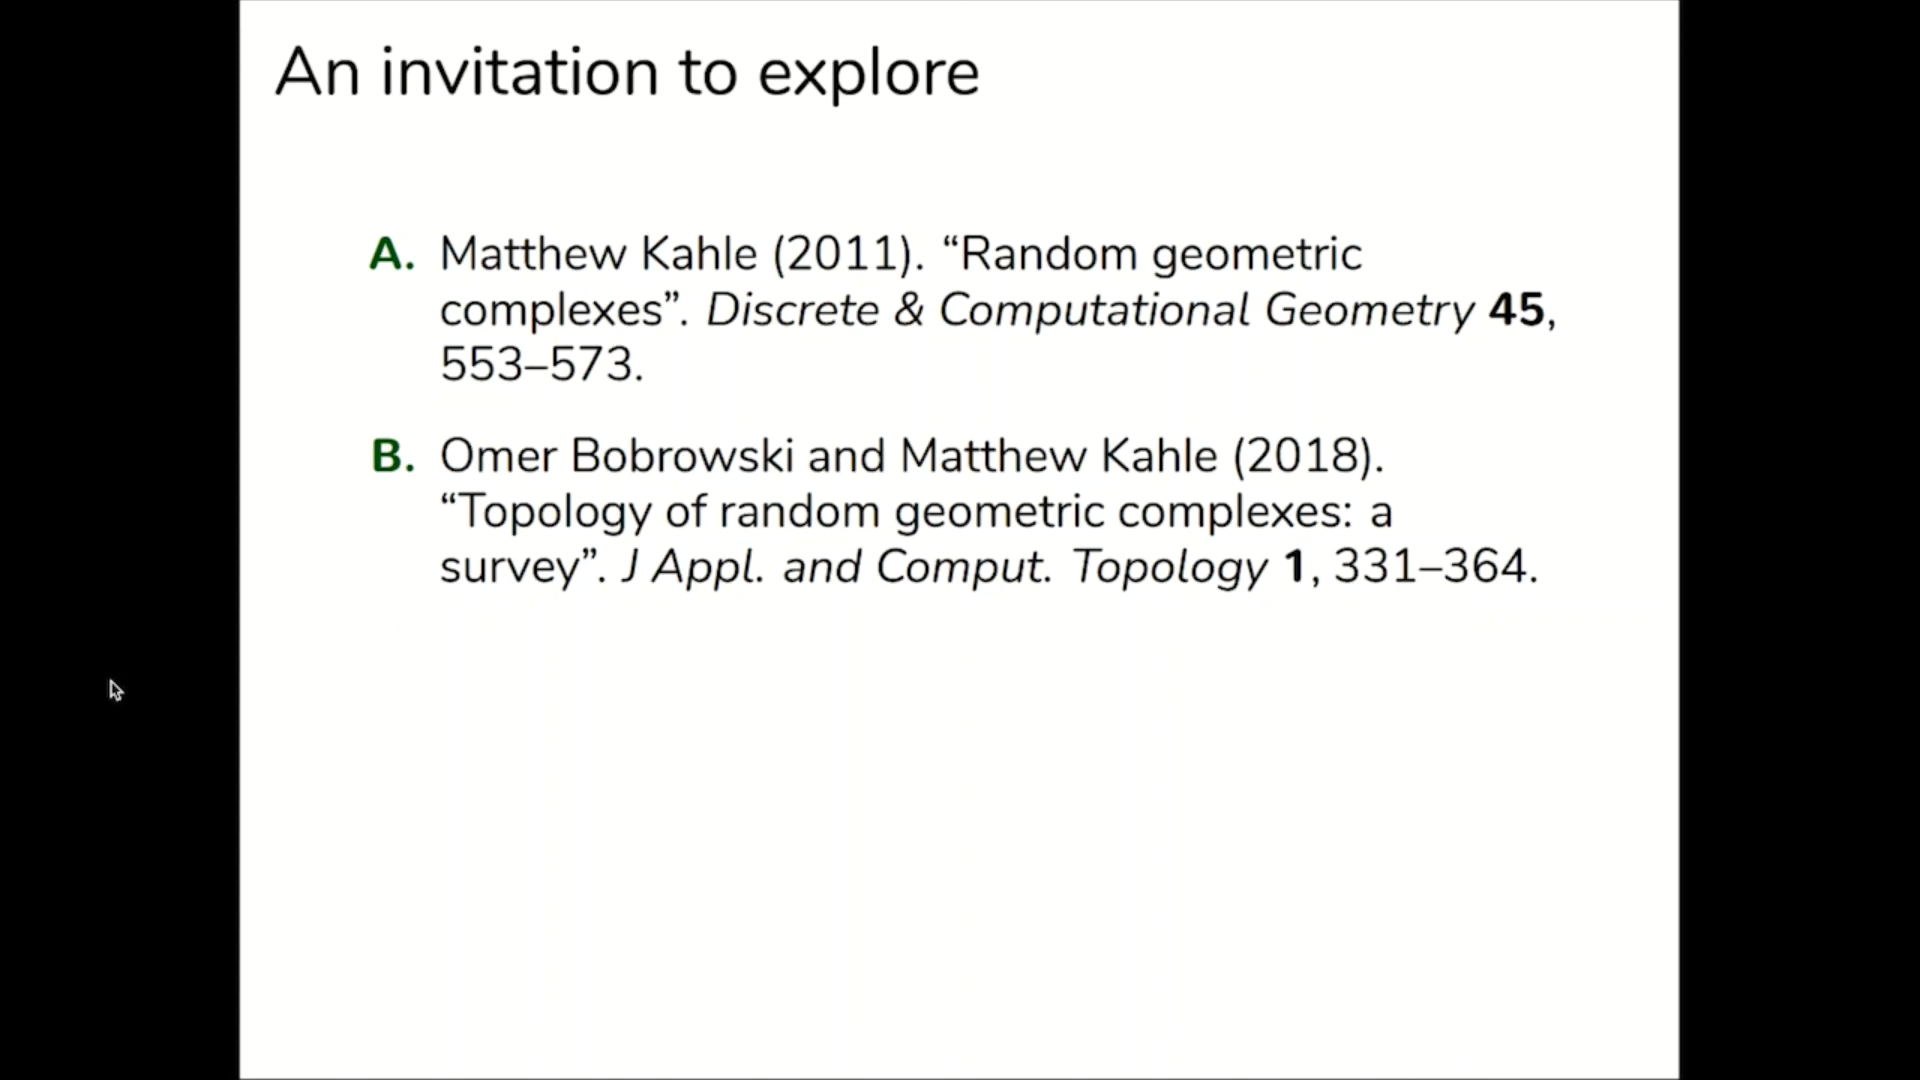 An invitation to explore
A. Matthew Kahle (2011). “Random geometric
complexes”. Discrete & Computational Geometry 45,
553–573.
B. Omer Bobrowski and Matthew Kahle (2018).
“Topology of random geometric complexes: a
survey”. J Appl. and Comput. Topology 1, 331–364.